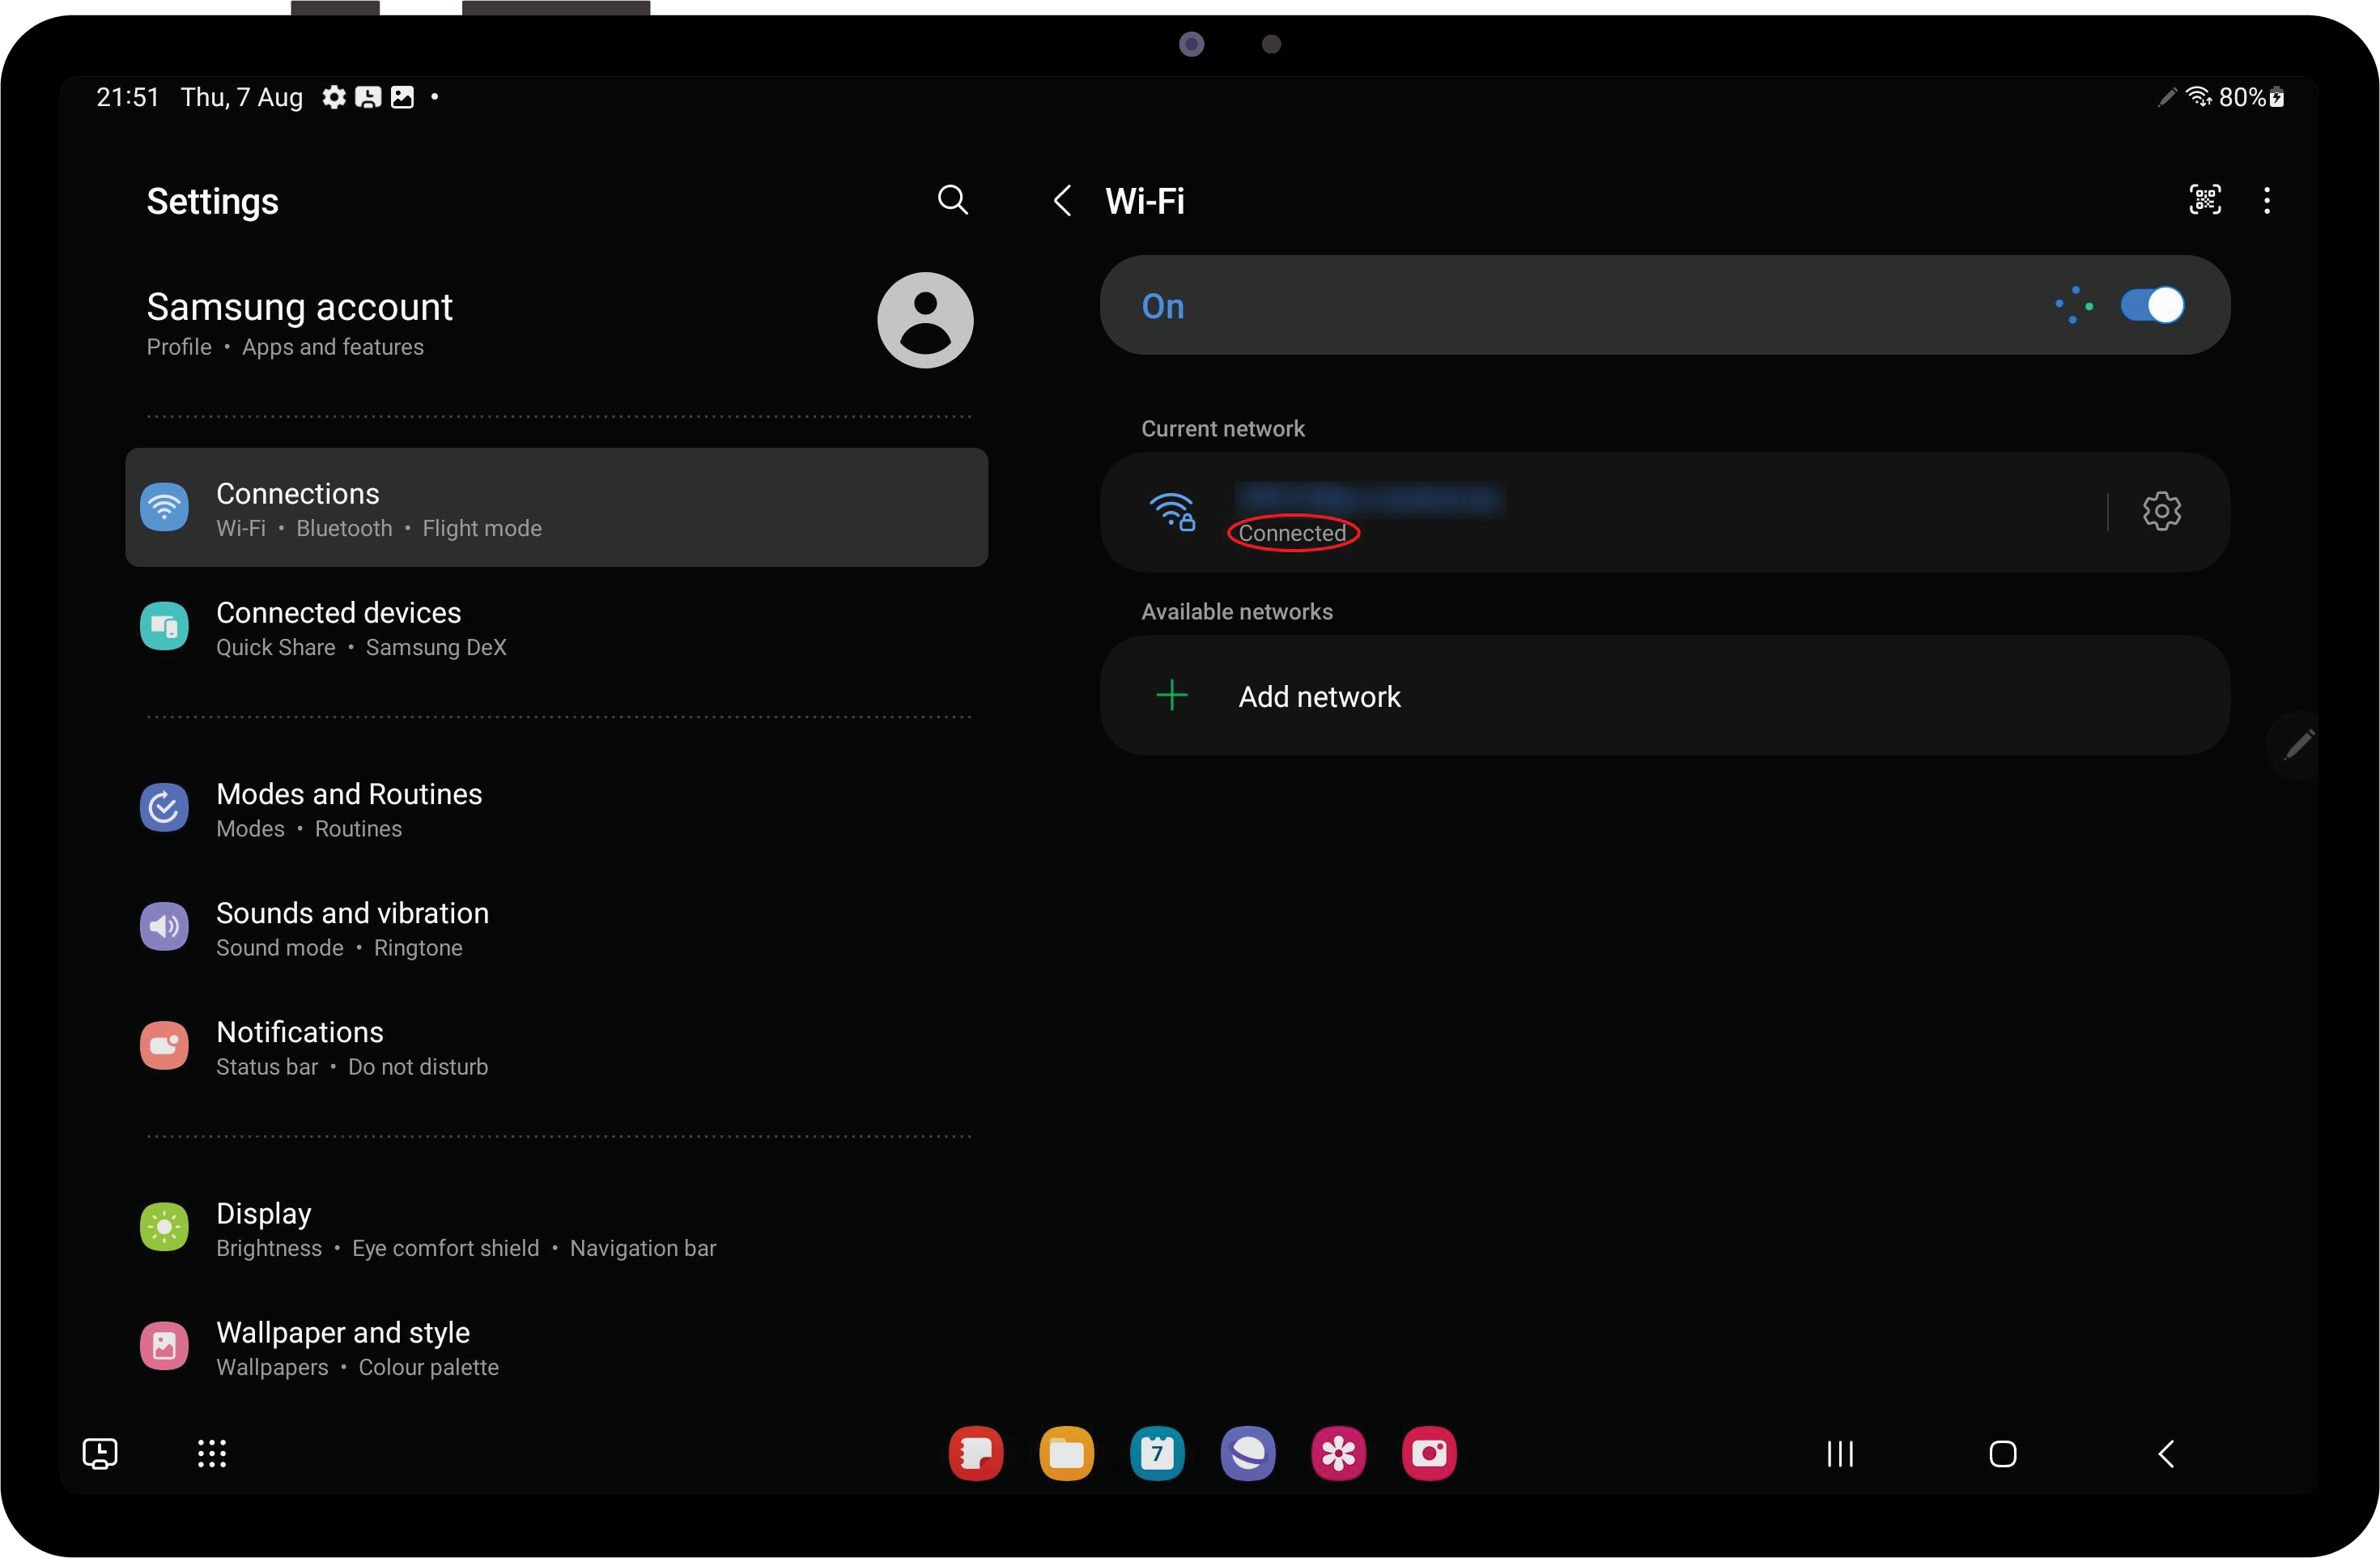 21:51 Thu, 7 Aug
80%
Settings
Samsung account
Profile • Apps and features
Connections
Wi-Fi • Bluetooth • Flight mode
Connected devices
Quick Share • Samsung DeX
Modes and Routines
Modes • Routines
Sounds and vibration
Sound mode • Ringtone
Notifications
Status bar • Do not disturb
Display
Brightness • Eye comfort shield • Navigation bar
Wallpaper and style
Wallpapers • Colour palette
Wi-Fi
On
Current network
Connected
Available networks
Add network
7